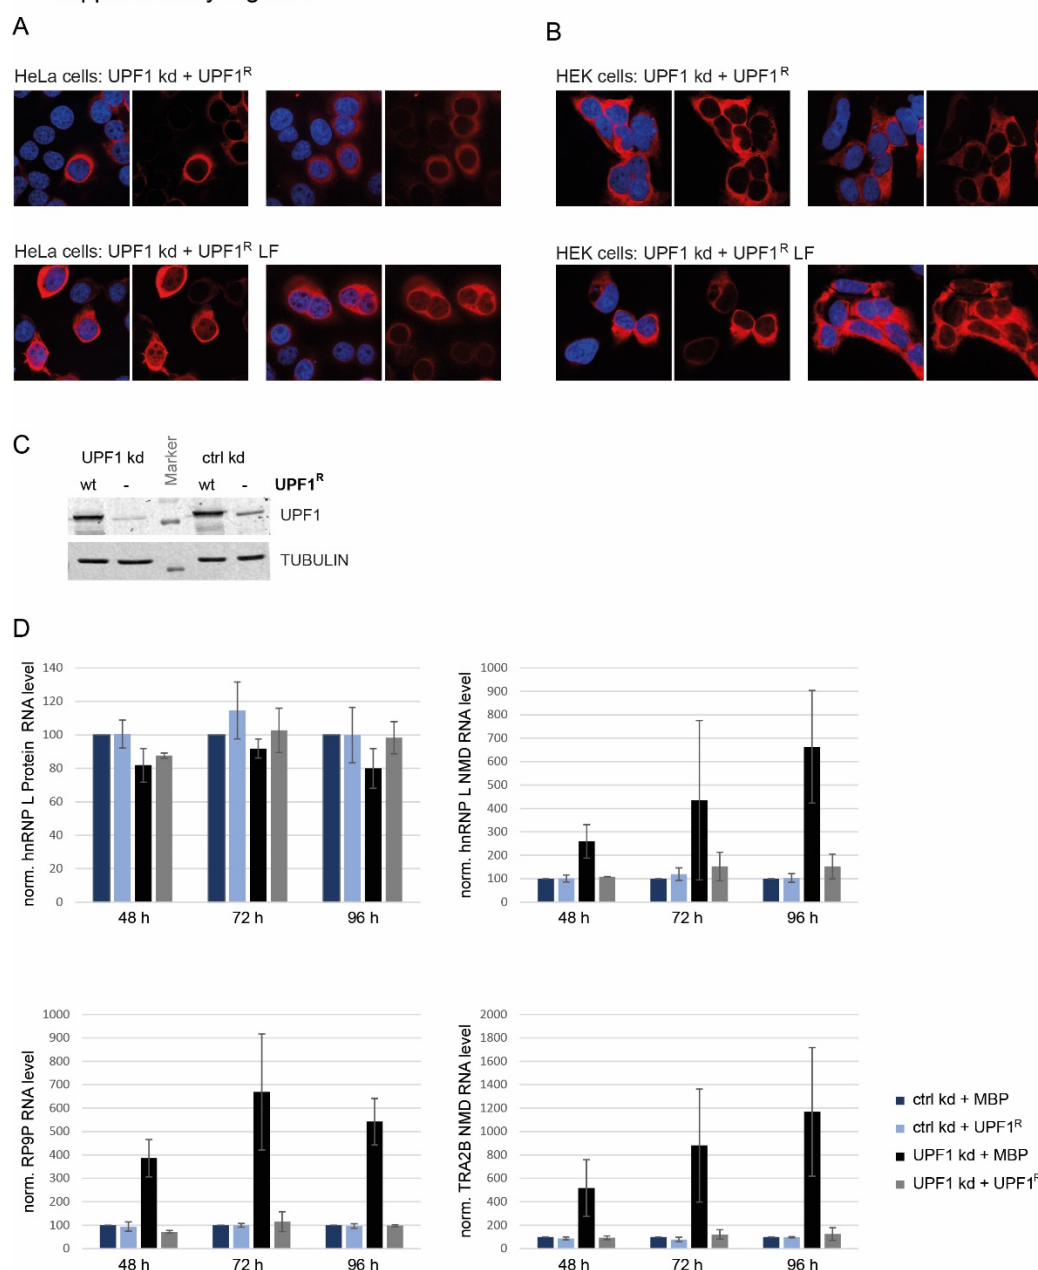 A
B
HeLa cells: UPF1 kd + UPF1ᴿ
HEK cells: UPF1 kd + UPF1ᴿ
HeLa cells: UPF1 kd + UPF1ᴿ LF
HEK cells: UPF1 kd + UPF1ᴿ LF
C
UPF1 kd Marker ctrl kd
wt - wt - UPF1ᴿ
UPF1
TUBULIN
D
norm. hnRNP L Protein RNA level
140
120
100
80
60
40
20
0
48 h 72 h 96 h
norm. hnRNP L NMD RNA level
1000
900
800
700
600
500
400
300
200
100
0
48 h 72 h 96 h
norm. RP9P RNA level
1000
900
800
700
600
500
400
300
200
100
0
48 h 72 h 96 h
norm. TRA2B NMD RNA level
2000
1800
1600
1400
1200
1000
800
600
400
200
0
48 h 72 h 96 h
ctrl kd + MBP
ctrl kd + UPF1ᴿ
UPF1 kd + MBP
UPF1 kd + UPF1ᴿ